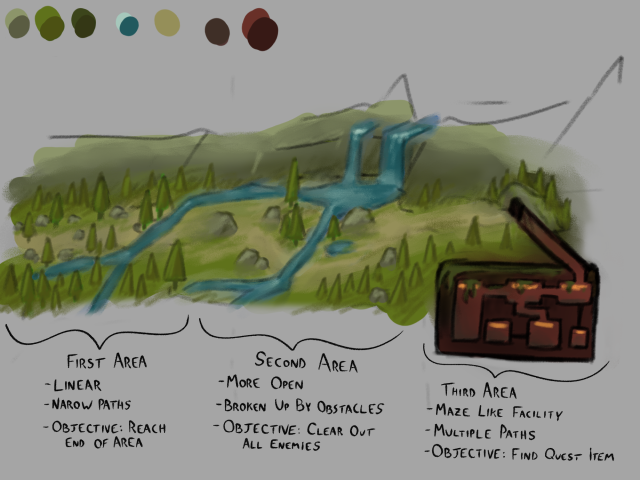 FIRST AREA
-LINEAR
-NAROW PATHS
-OBJECTIVE: REACH
END OF AREA
SECOND AREA
-MORE OPEN
-BROKEN UP BY OBSTACLES
-OBJECTIVE: CLEAR OUT
ALL ENEMIES
THIRD AREA
-MAZE LIKE FACILITY
-MULTIPLE PATHS
-OBJECTIVE: FIND QUEST ITEM